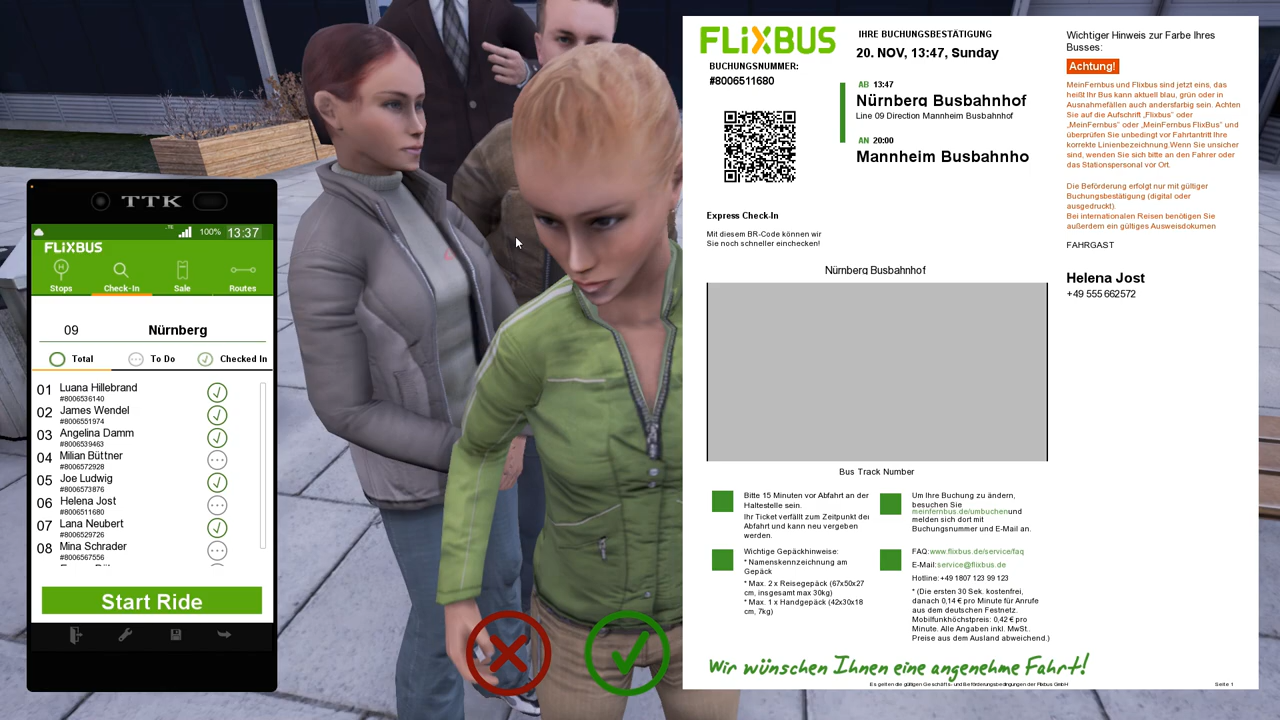 TTK
LTE
100%
13:37
FLiXBUS
Stops
Check-In
Sale
Routes
09
Nürnberg
Total
To Do
Checked In
01
Luana Hillebrand
#8006536140
02
James Wendel
#8006551974
03
Angelina Damm
#8006539463
04
Milian Büttner
#8006572928
05
Joe Ludwig
#8006573876
06
Helena Jost
#8006511680
07
Lana Neubert
#8006529726
08
Mina Schrader
#8006567556
Start Ride
FLiXBUS
BUCHUNGSNUMMER:
#8006511680
IHRE BUCHUNGSBESTÄTIGUNG
20. NOV, 13:47, Sunday
AB 13:47
Nürnberg Busbahnhof
Line 09 Direction Mannheim Busbahnhof
AN 20:00
Mannheim Busbahnho
Express Check-In
Mit diesem BR-Code können wir
Sie noch schneller einchecken!
Nürnberg Busbahnhof
Bus Track Number
Bitte 15 Minuten vor Abfahrt an der
Haltestelle sein.
Ihr Ticket verfällt zum Zeitpunkt der
Abfahrt und kann neu vergeben
werden.
Wichtige Gepäckhinweise:
* Namenskennzeichnung am
Gepäck
* Max. 2 x Reisegepäck (67x50x27
cm, insgesamt max 30kg)
* Max. 1 x Handgepäck (42x30x18
cm, 7kg)
Um Ihre Buchung zu ändern,
besuchen Sie
meinfernbus.de/umbuchenund
melden sich dort mit
Buchungsnummer und E-Mail an.
FAQ:www.flixbus.de/service/faq
E-Mail:service@flixbus.de
Hotline:+49 1807 123 99 123
* (Die ersten 30 Sek. kostenfrei,
danach 0,14 € pro Minute für Anrufe
aus dem deutschen Festnetz.
Mobilfunkhöchstpreis: 0,42 € pro
Minute. Alle Angaben inkl. MwSt..
Preise aus dem Ausland abweichend.)
Wir wünschen Ihnen eine angenehme Fahrt!
Es gelten die gültigen Geschäfts- und Beförderungsbedingungen der Flixbus GmbH
Seite 1
Wichtiger Hinweis zur Farbe Ihres
Busses:
Achtung!
MeinFernbus und Flixbus sind jetzt eins, das
heißt Ihr Bus kann aktuell blau, grün oder in
Ausnahmefällen auch andersfarbig sein. Achten
Sie auf die Aufschrift „Flixbus" oder
„MeinFernbus" oder „MeinFernbus FlixBus" und
überprüfen Sie unbedingt vor Fahrtantritt Ihre
korrekte Linienbezeichnung.Wenn Sie unsicher
sind, wenden Sie sich bitte an den Fahrer oder
das Stationspersonal vor Ort.
Die Beförderung erfolgt nur mit gültiger
Buchungsbestätigung (digital oder
ausgedruckt).
Bei internationalen Reisen benötigen Sie
außerdem ein gültiges Ausweisdokumen
FAHRGAST
Helena Jost
+49 555 662572